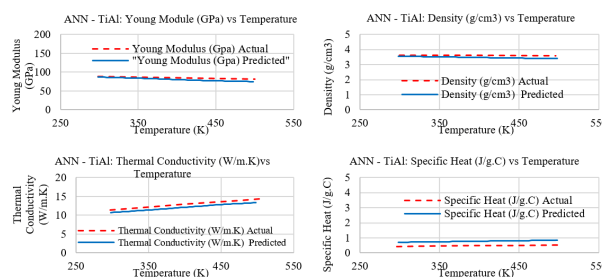 ANN - TiAl: Young Module (GPa) vs Temperature
Young Modulus
(GPa)
200
150
100
50
0
Young Modulus (Gpa) Actual
"Young Modulus (Gpa) Predicted"
250
350
450
550
Temperature (K)
ANN - TiAl: Density (g/cm3) vs Temperature
Densitty (g/cm3)
5
4
3
2
1
0
Density (g/cm3) Actual
Density (g/cm3) Predicted
250
350
450
550
Temperature (K)
ANN - TiAl: Thermal Conductivity (W/m.K)vs
Temperature
Thermal
Conductivity
(W/m.K)
20
15
10
5
0
Thermal Conductivity (W/m.K) Actual
Thermal Conductivity (W/m.K) Predicted
250
350
450
550
Temperature (K)
ANN - TiAl: Specific Heat (J/g.C) vs Temperature
Specific Heat (J/g.C)
5
4
3
2
1
0
Specific Heat (J/g.C) Actual
Specific Heat (J/g.C) Predicted
250
350
450
550
Temperature (K)